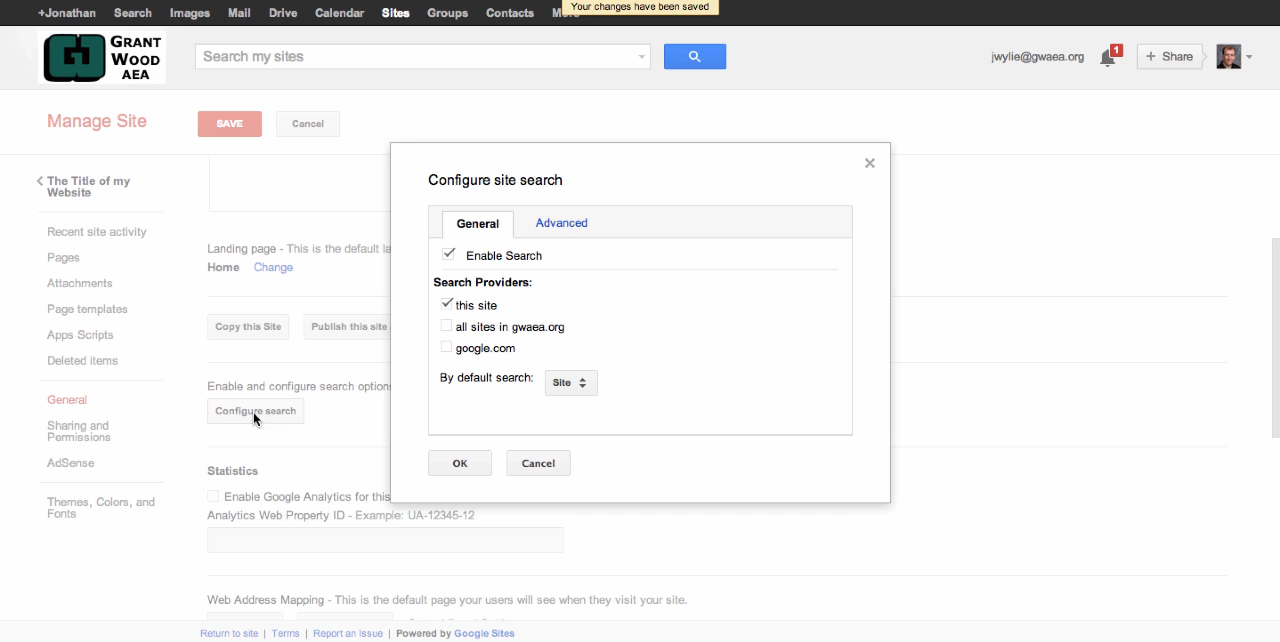 +Jonathan Search Images Mail Drive Calendar Sites Groups Contacts More
Your changes have been saved
GRANT
WOOD
AEA
Search my sites
jwylie@gwaea.org
1
+ Share
Manage Site
SAVE
Cancel
The Title of my
Website
Recent site activity
Pages
Attachments
Page templates
Apps Scripts
Deleted items
General
Sharing and
Permissions
AdSense
Themes, Colors, and
Fonts
Landing page - This is the default la
Home Change
Copy this Site
Publish this site
Enable and configure search options
Configure search
Statistics
Enable Google Analytics for this
Analytics Web Property ID - Example: UA-12345-12
Web Address Mapping - This is the default page your users will see when they visit your site.
Configure site search
General
Advanced
Enable Search
Search Providers:
this site
all sites in gwaea.org
google.com
By default search:
Site
OK
Cancel
Return to site | Terms | Report an Issue | Powered by Google Sites